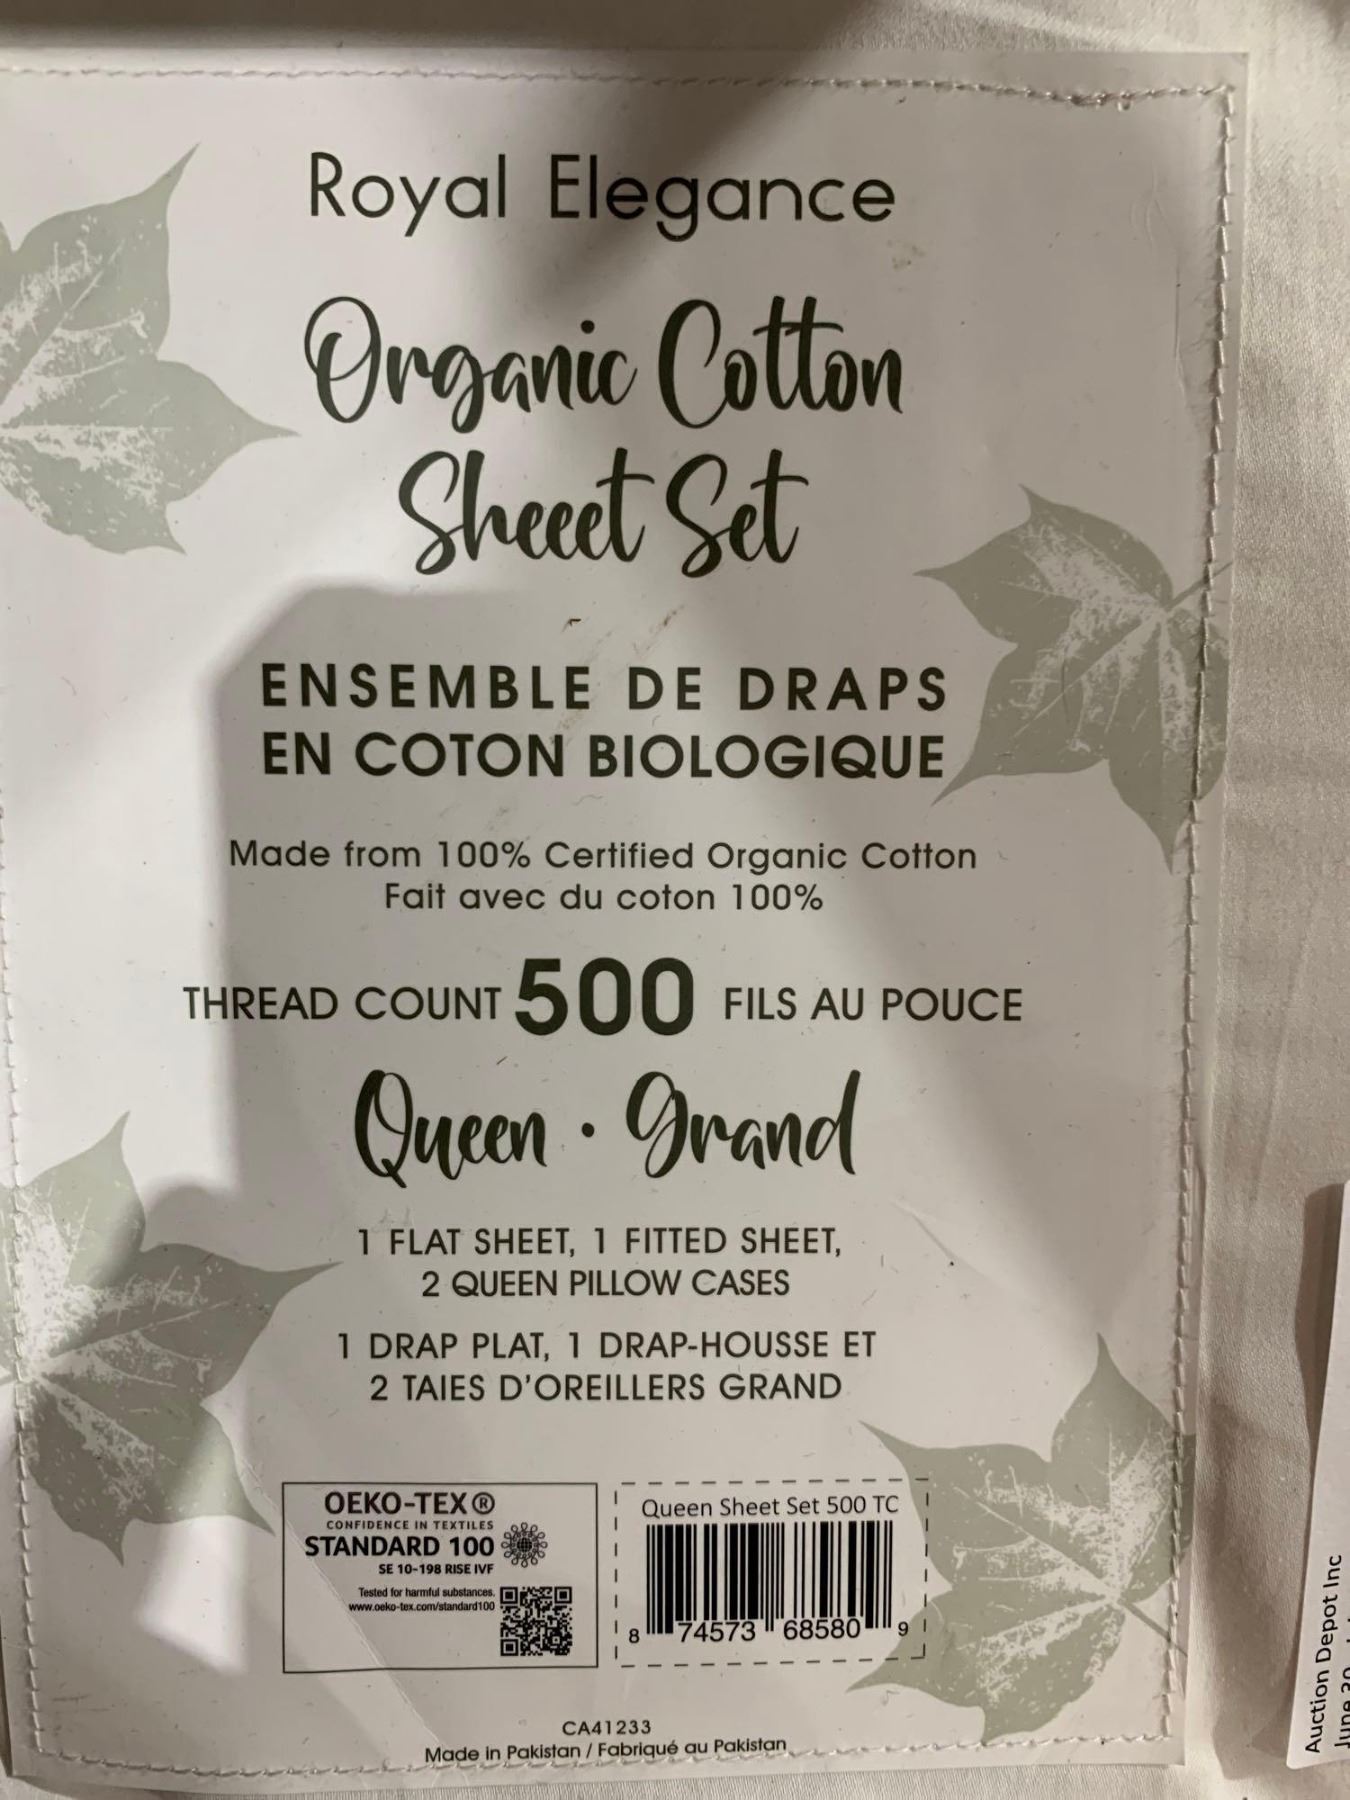 Royal Elegance
Organic Cotton
Sheeet Set
ENSEMBLE DE DRAPS
EN COTON BIOLOGIQUE
Made from 100% Certified Organic Cotton
Fait avec du coton 100%
THREAD COUNT 500 FILS AU POUCE
Queen · Grand
1 FLAT SHEET, 1 FITTED SHEET,
2 QUEEN PILLOW CASES
1 DRAP PLAT, 1 DRAP-HOUSSE ET
2 TAIES D'OREILLERS GRAND
OEKO-TEX®
CONFIDENCE IN TEXTILES
STANDARD 100
SE 10-198 RISE IVF
Tested for harmful substances.
www.oeko-tex.com/standard100
Queen Sheet Set 500 TC
8 74573 68580 9
CA41233
Made in Pakistan / Fabriqué au Pakistan
Auction Depot Inc